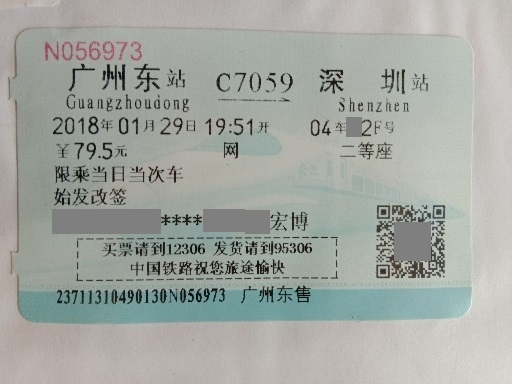 N056973
广州东站 C7059 深圳站
Guangzhoudong Shenzhen
2018年01月29日19:51开 04车2F号
￥79.5元 网 二等座
限乘当日当次车
始发改签
****宏博
买票请到12306 发货请到95306
中国铁路祝您旅途愉快
23711310490130N056973 广州东售